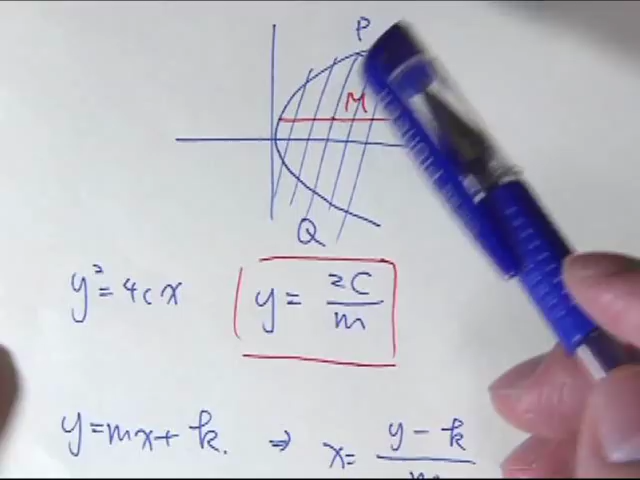 P
M
Q
y² = 4cx
y = 2c/m
y = mx + k. ⇒ x = (y - k)/m